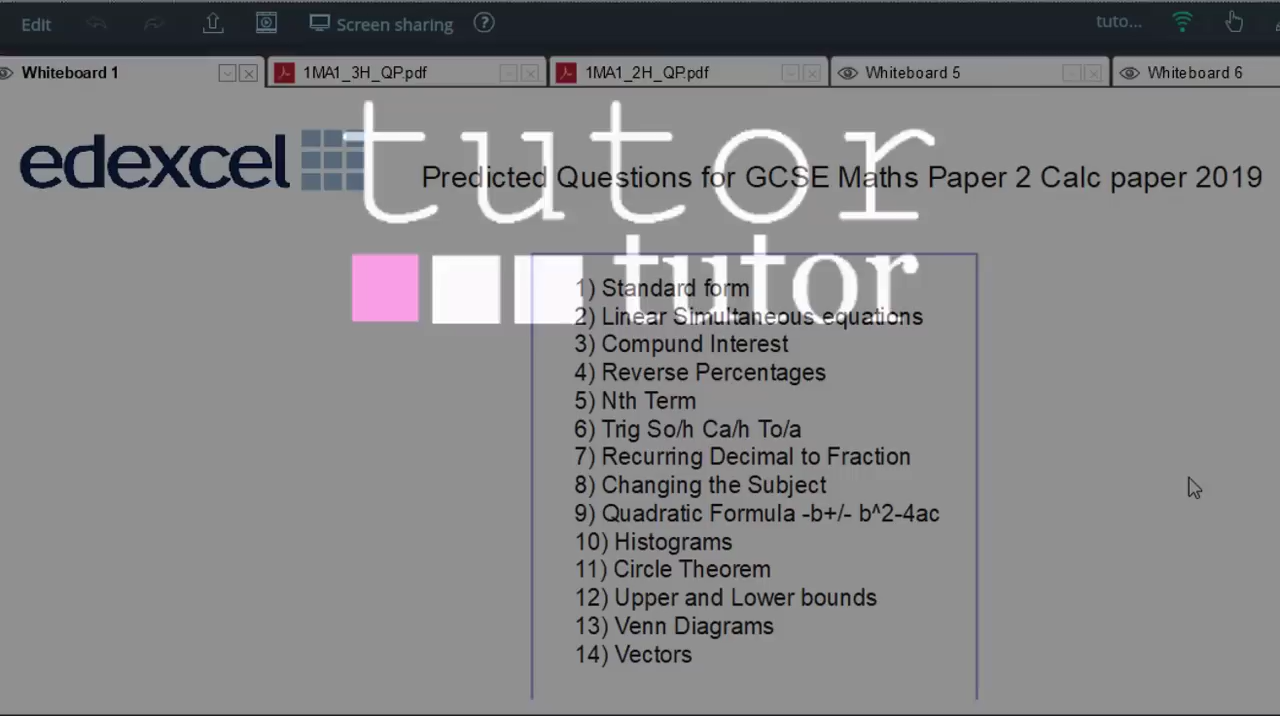 Edit
Screen sharing
?
tuto...
Whiteboard 1
1MA1_3H_QP.pdf
1MA1_2H_QP.pdf
Whiteboard 5
Whiteboard 6
edexcel
tutor
tutor
Predicted Questions for GCSE Maths Paper 2 Calc paper 2019
1) Standard form
2) Linear Simultaneous equations
3) Compund Interest
4) Reverse Percentages
5) Nth Term
6) Trig So/h Ca/h To/a
7) Recurring Decimal to Fraction
8) Changing the Subject
9) Quadratic Formula -b+/- b^2-4ac
10) Histograms
11) Circle Theorem
12) Upper and Lower bounds
13) Venn Diagrams
14) Vectors